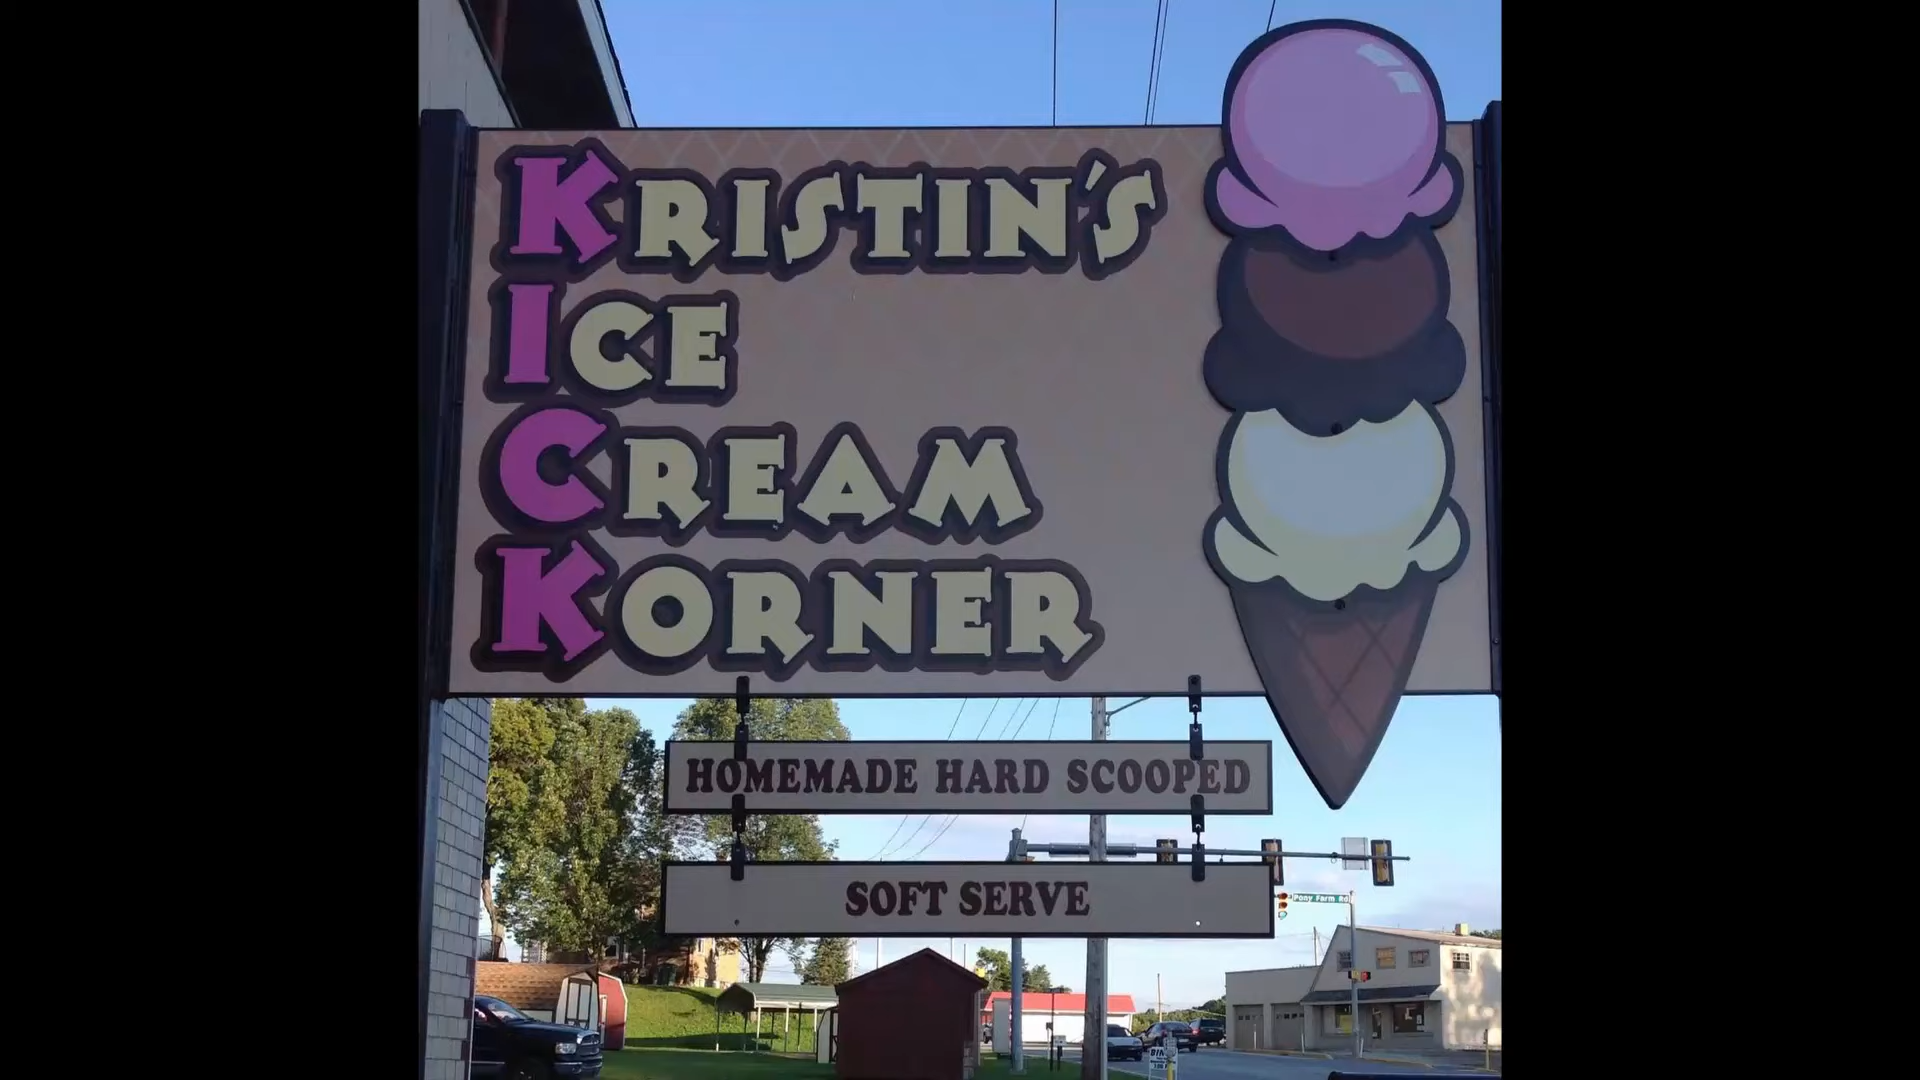 KRISTIN'S
ICE
CREAM
KORNER
HOMEMADE HARD SCOOPED
SOFT SERVE
Pony Farm Rd